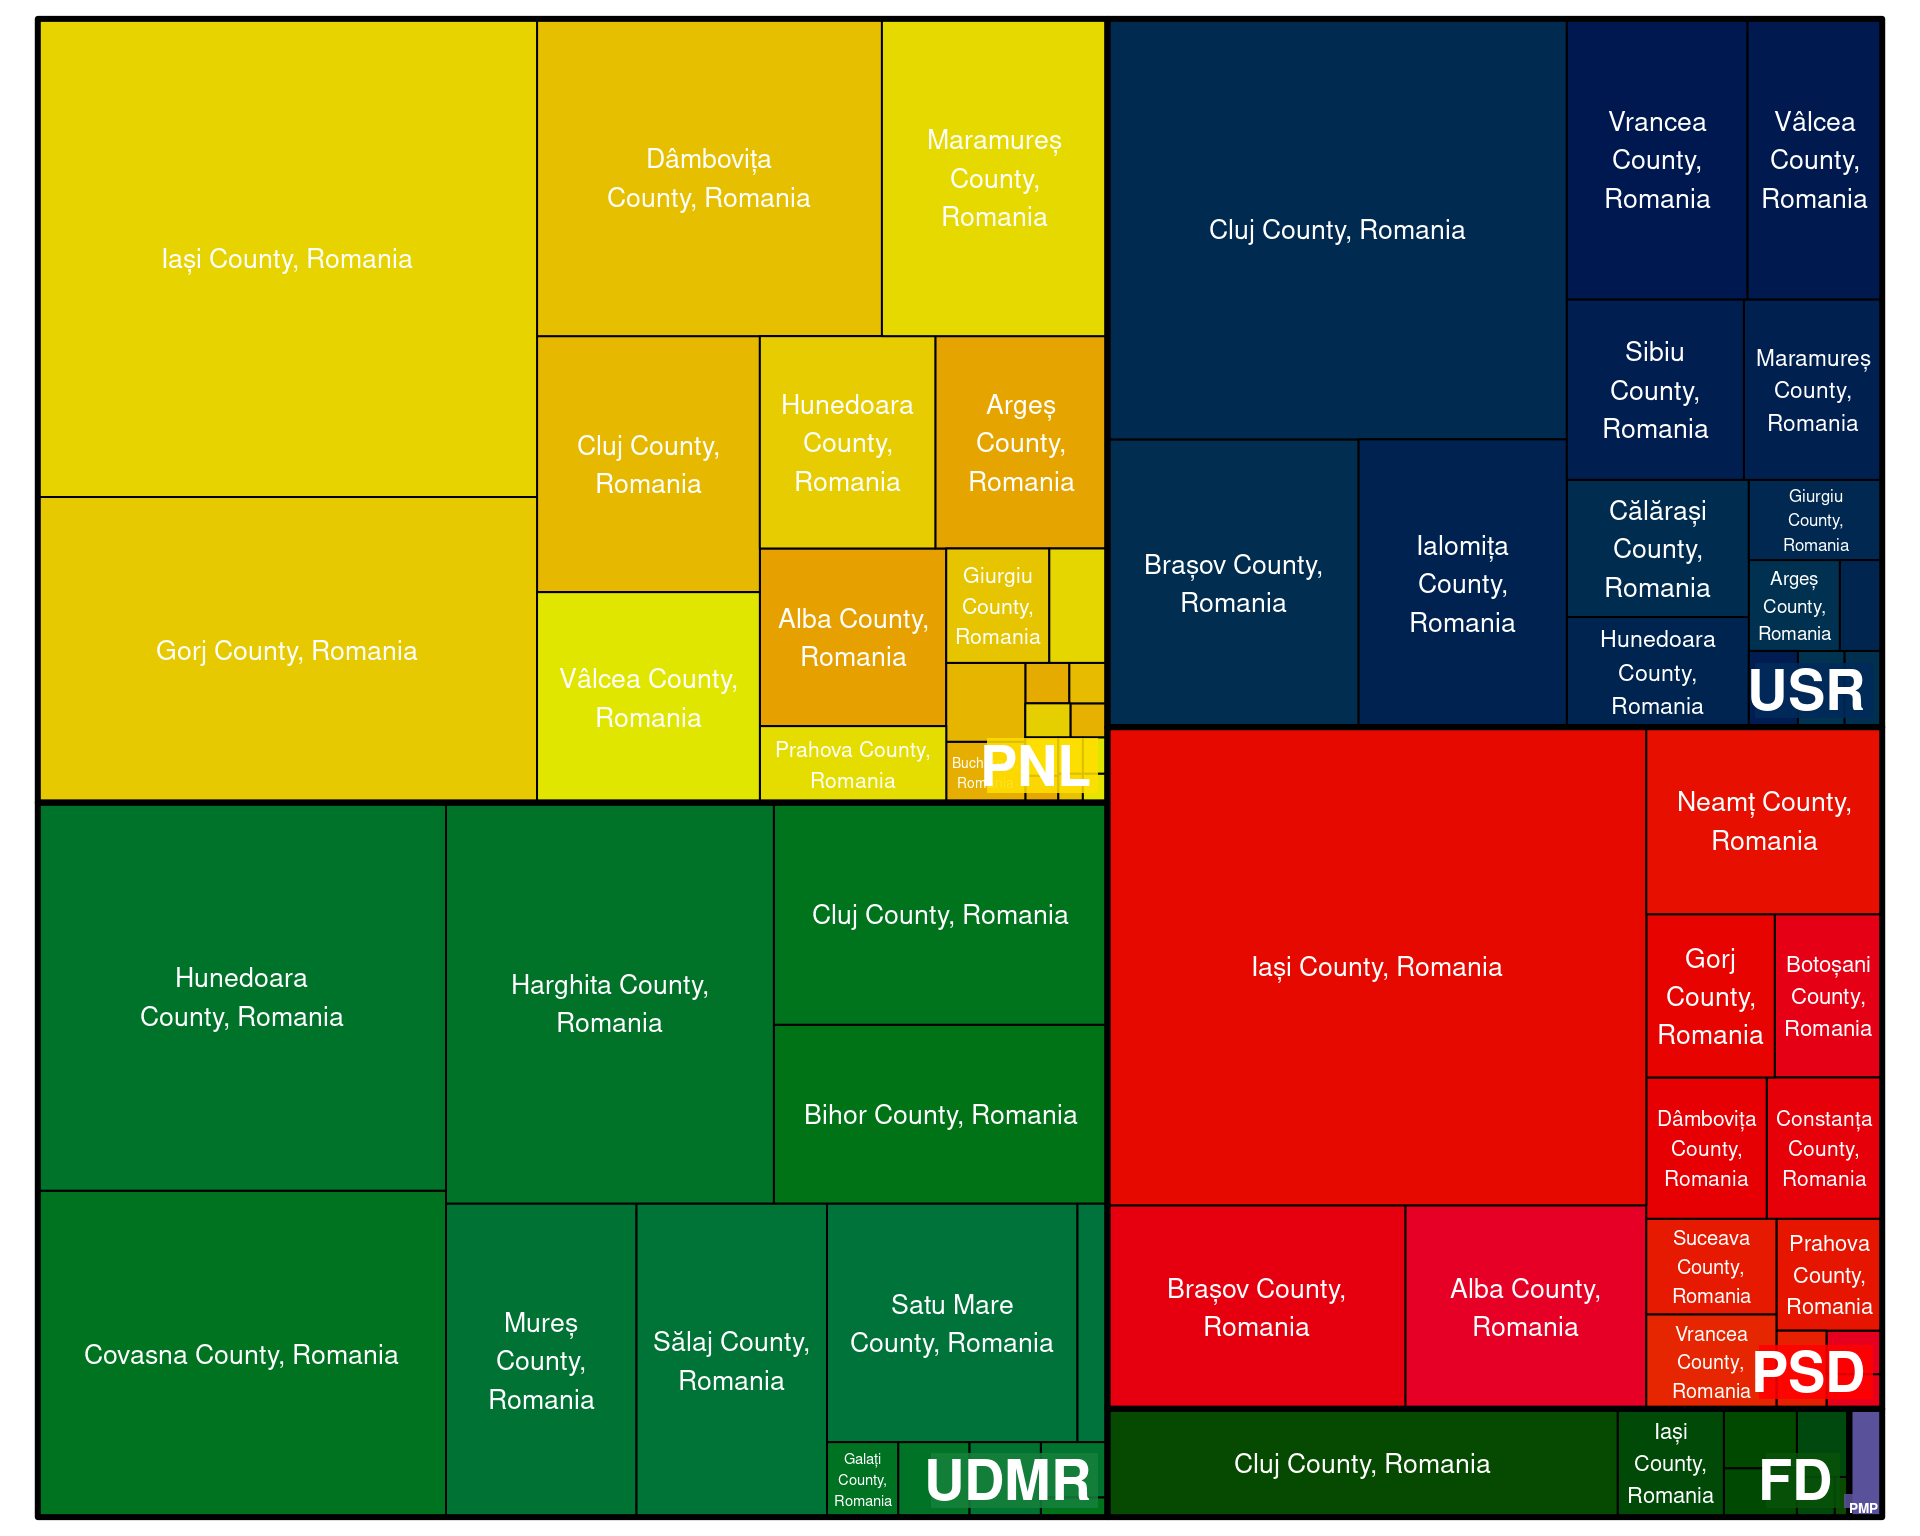 Iași County, Romania
Gorj County, Romania
Dâmbovița
County, Romania
Maramureș
County,
Romania
Cluj County,
Romania
Hunedoara
County,
Romania
Argeș
County,
Romania
Vâlcea County,
Romania
Alba County,
Romania
Giurgiu
County,
Romania
Prahova County,
Romania
PNL
Cluj County, Romania
Vrancea
County,
Romania
Vâlcea
County,
Romania
Sibiu
County,
Romania
Maramureș
County,
Romania
Brașov County,
Romania
Ialomița
County,
Romania
Călărași
County,
Romania
Giurgiu
County,
Romania
Argeș
County,
Romania
Hunedoara
County,
Romania
USR
Hunedoara
County, Romania
Covasna County, Romania
Harghita County,
Romania
Cluj County, Romania
Bihor County, Romania
Mureș
County,
Romania
Sălaj County,
Romania
Satu Mare
County, Romania
Galați
County,
Romania
UDMR
Iași County, Romania
Neamț County,
Romania
Gorj
County,
Romania
Botoșani
County,
Romania
Dâmbovița
County,
Romania
Constanța
County,
Romania
Brașov County,
Romania
Alba County,
Romania
Suceava
County,
Romania
Prahova
County,
Romania
Vrancea
County,
Romania
PSD
Cluj County, Romania
Iași
County,
Romania
FD
PMP